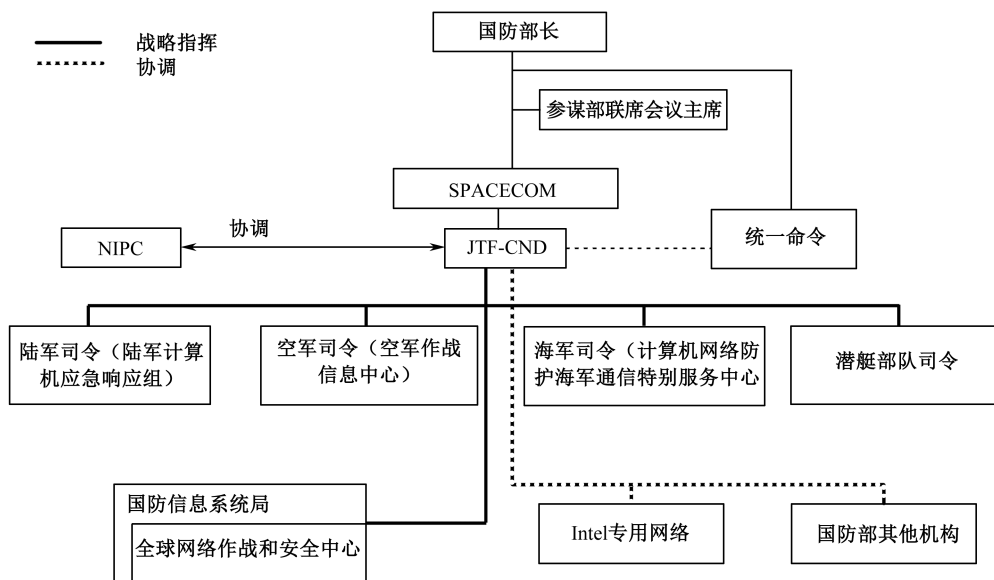 战略指挥
协调
国防部长
参谋部联席会议主席
SPACECOM
NIPC
协调
JTF-CND
统一命令
陆军司令（陆军计算
机应急响应组）
空军司令（空军作战
信息中心）
海军司令（计算机网络防
护海军通信特别服务中心
潜艇部队司令
国防信息系统局
全球网络作战和安全中心
Intel专用网络
国防部其他机构